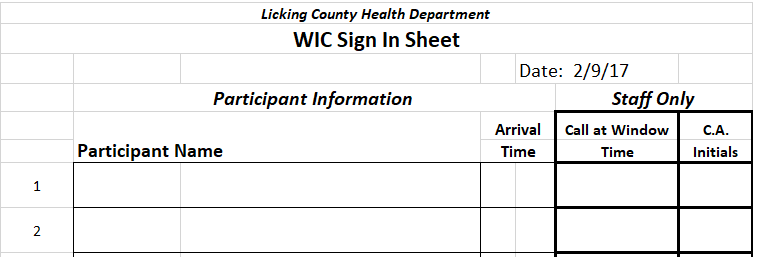 Licking County Health Department
WIC Sign In Sheet
Date: 2/9/17
Participant Information Staff Only
Arrival Call at Window C.A.
Participant Name Time Time Initials
1
2